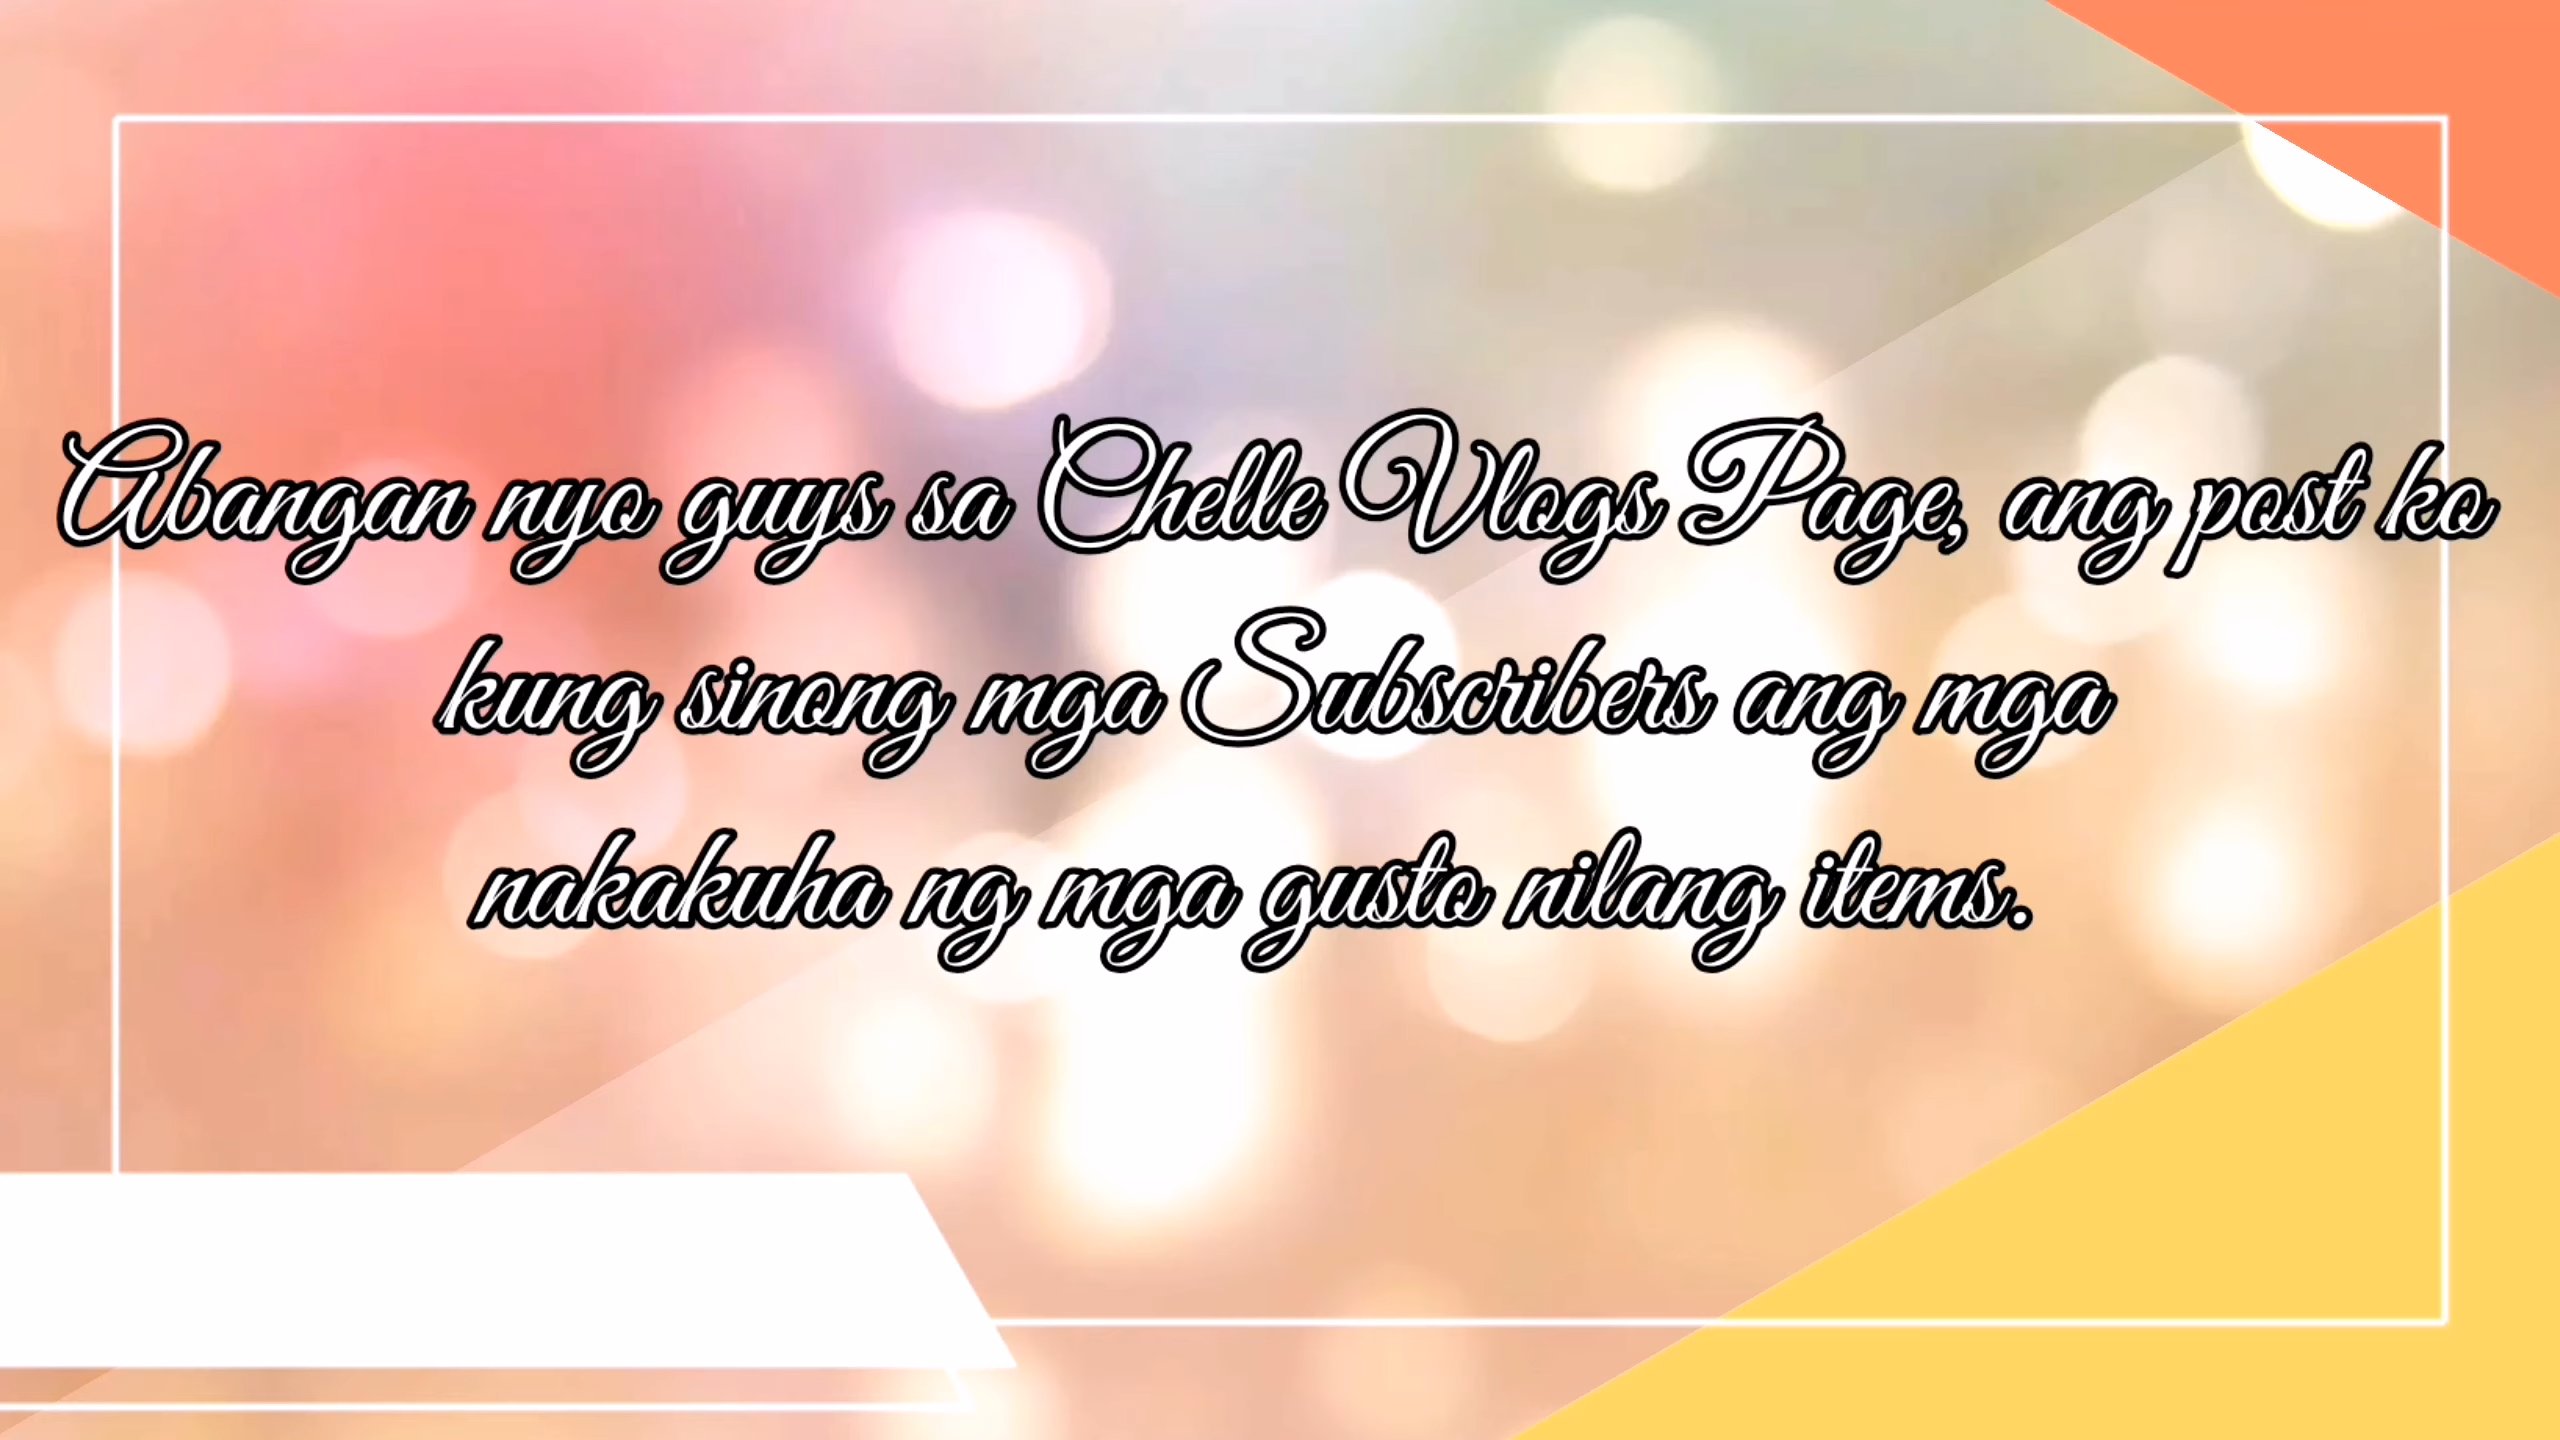 Abangan nyo guys sa Chelle Vlogs Page, ang post ko
kung sinong mga Subscribers ang mga
nakakuha ng mga gusto nilang items.